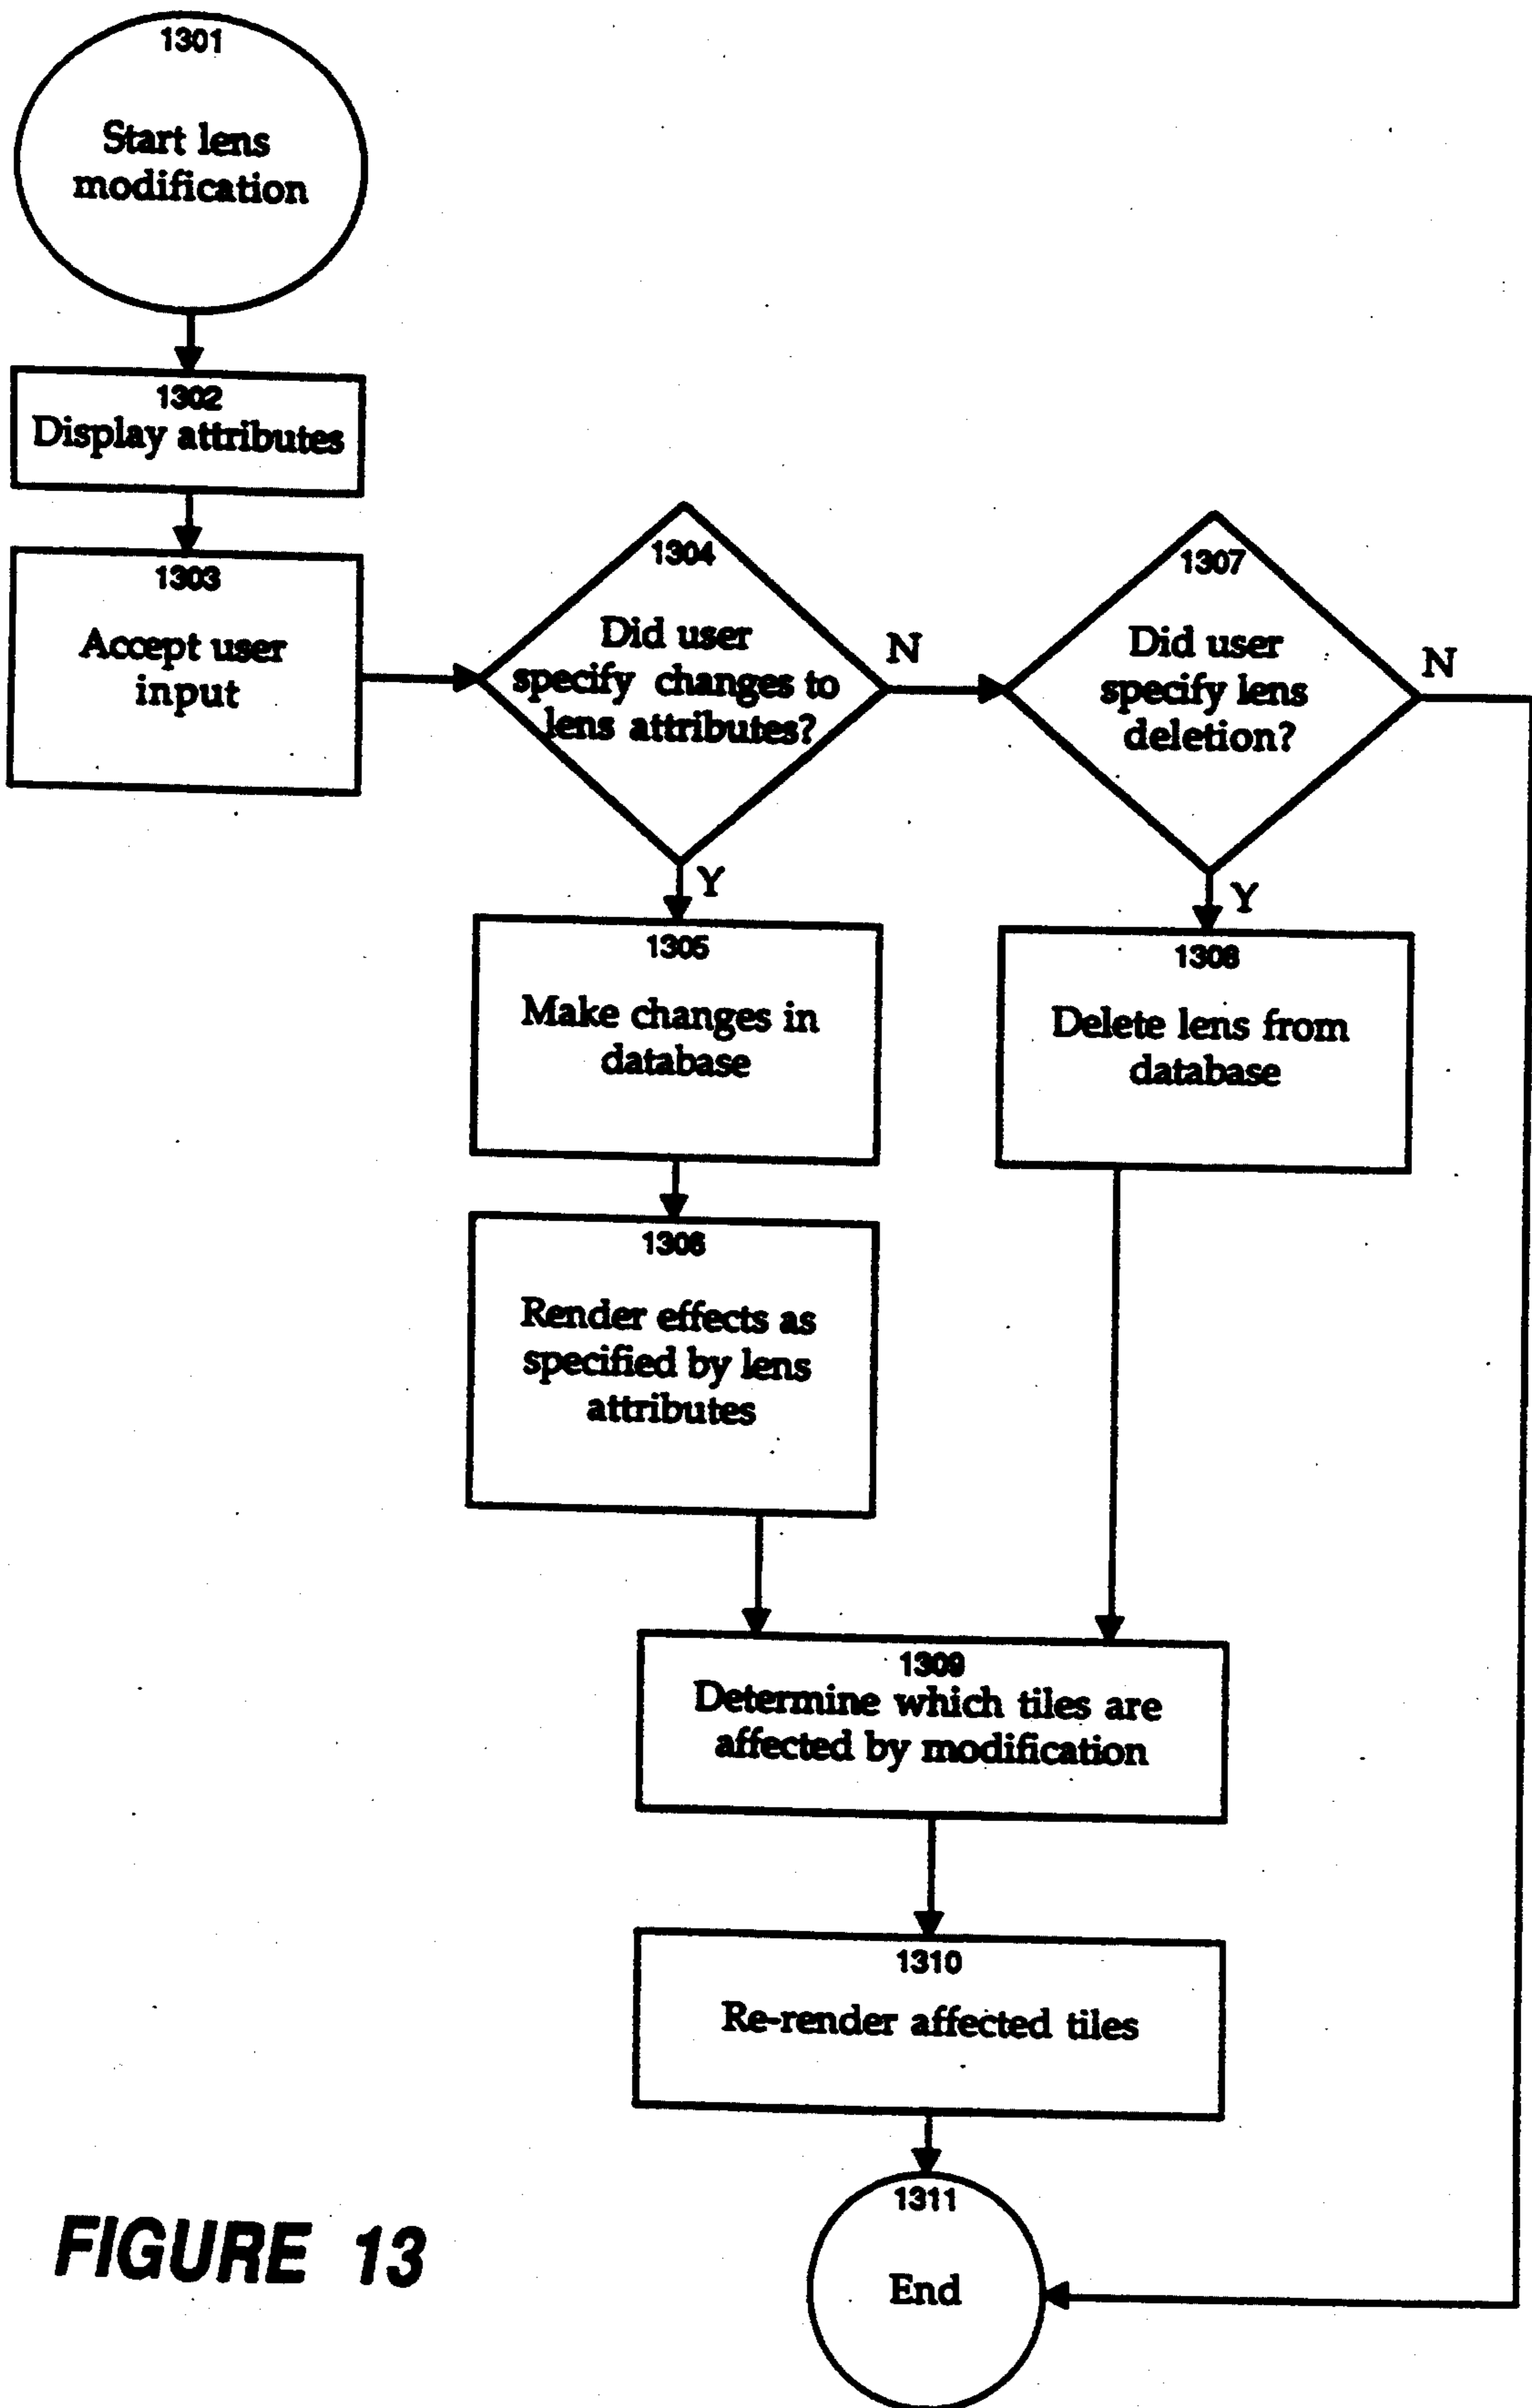 1301
Start lens
modification
1302
Display attributes
1303
Accept user
input
1304
Did user
specify changes to
lens attributes?
N
Y
1307
Did user
specify lens
deletion?
N
Y
1305
Make changes in
database
1308
Delete lens from
database
1306
Render effects as
specified by lens
attributes
1309
Determine which tiles are
affected by modification
1310
Re-render affected tiles
1311
End
FIGURE 13